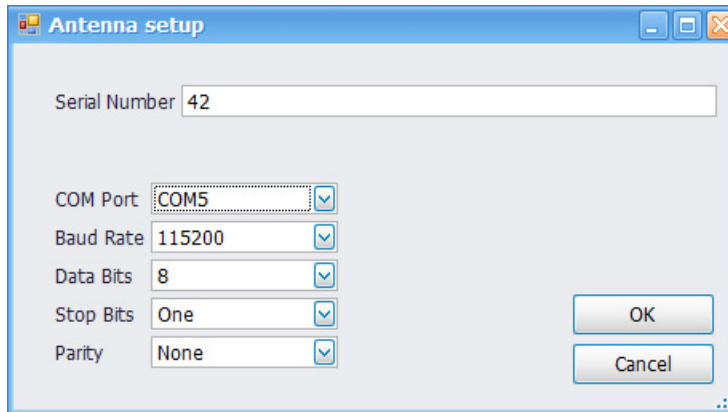 Antenna setup
Serial Number 42
COM Port COM5
Baud Rate 115200
Data Bits 8
Stop Bits One
Parity None
OK
Cancel